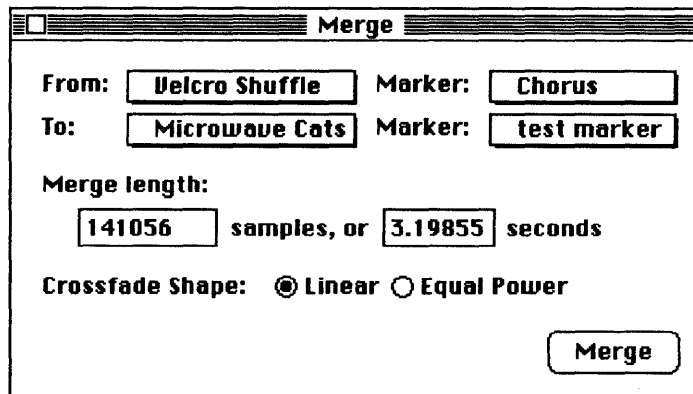 Merge
From: Velcro Shuffle Marker: Chorus
To: Microwave Cats Marker: test marker
Merge length:
141056 samples, or 3.19855 seconds
Crossfade Shape: Linear Equal Power
Merge